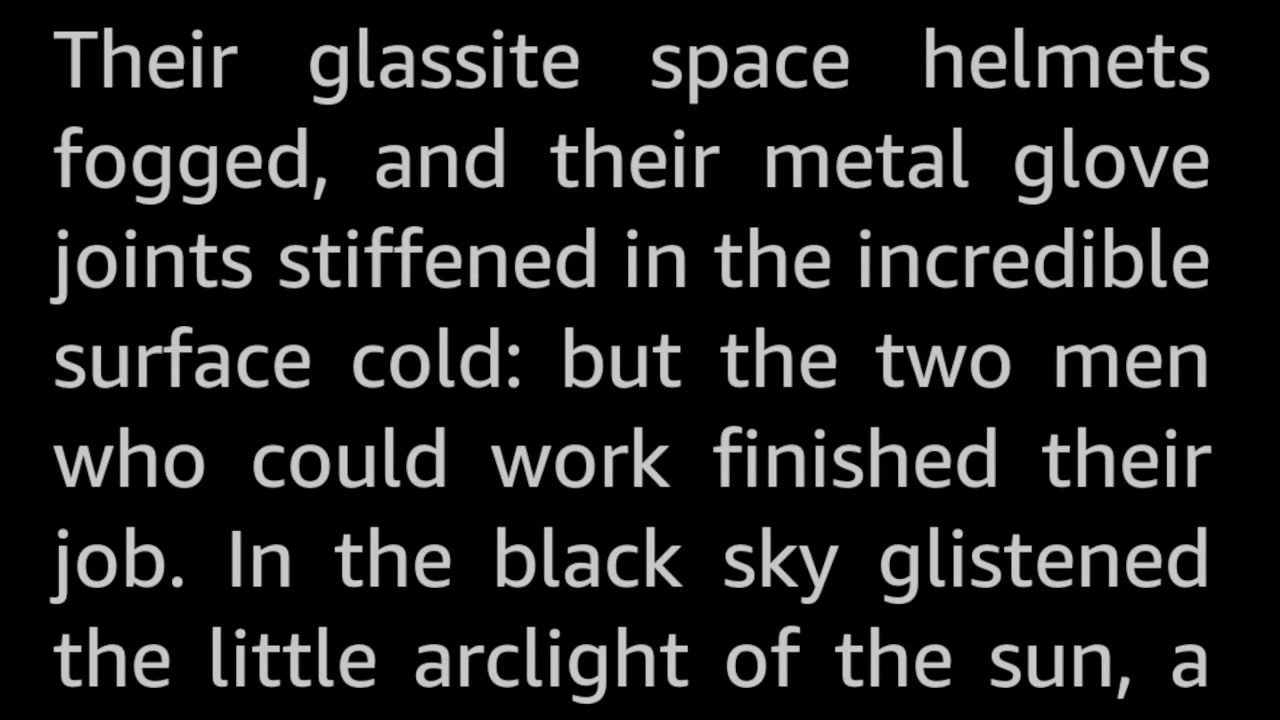 Their glassite space helmets
fogged, and their metal glove
joints stiffened in the incredible
surface cold: but the two men
who could work finished their
job. In the black sky glistened
the little arclight of the sun, a